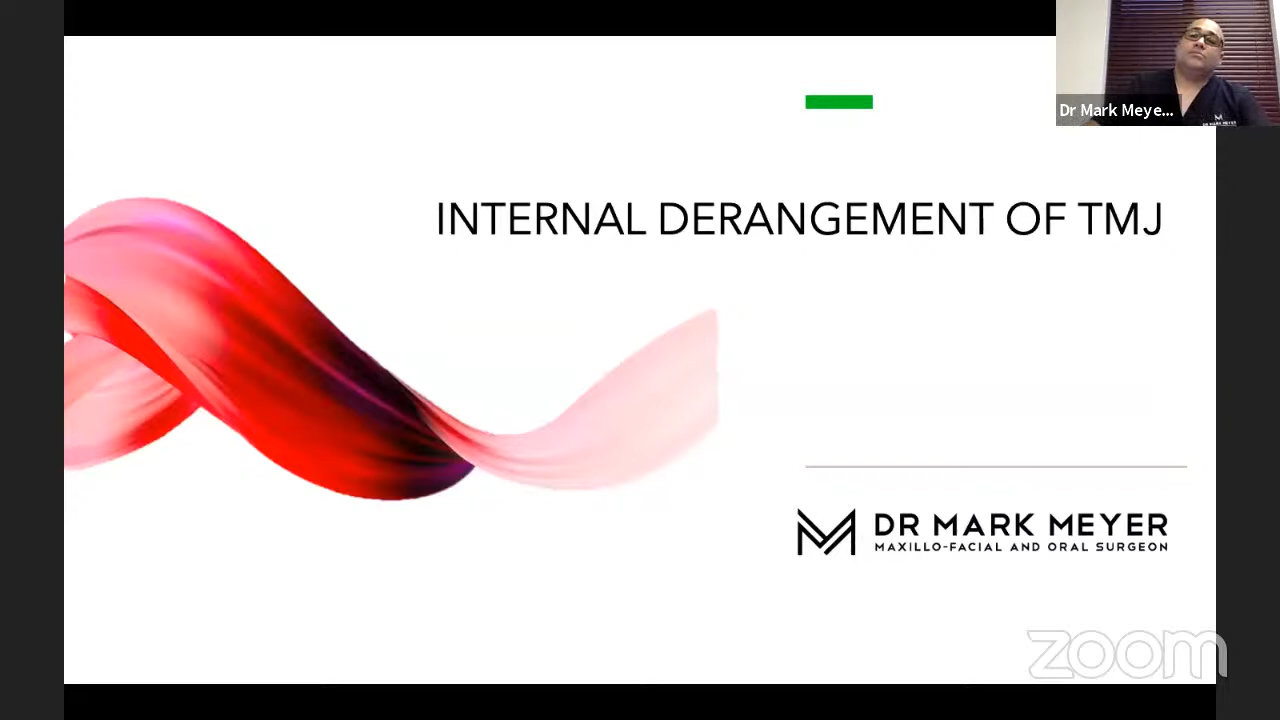 Dr Mark Meye...
INTERNAL DERANGEMENT OF TMJ
DR MARK MEYER
MAXILLO-FACIAL AND ORAL SURGEON
zoom